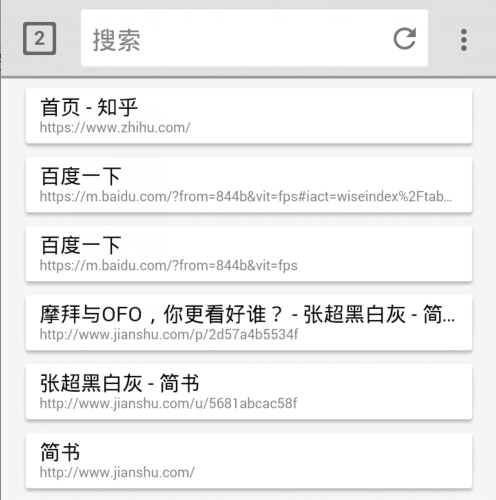 2
搜索
首页 - 知乎
https://www.zhihu.com/
百度一下
https://m.baidu.com/?from=844b&vit=fps#iact=wiseindex%2Ftab...
百度一下
https://m.baidu.com/?from=844b&vit=fps
摩拜与OFO，你更看好谁？ - 张超黑白灰 - 简...
http://www.jianshu.com/p/2d57a4b5534f
张超黑白灰 - 简书
http://www.jianshu.com/u/5681abcac58f
简书
http://www.jianshu.com/